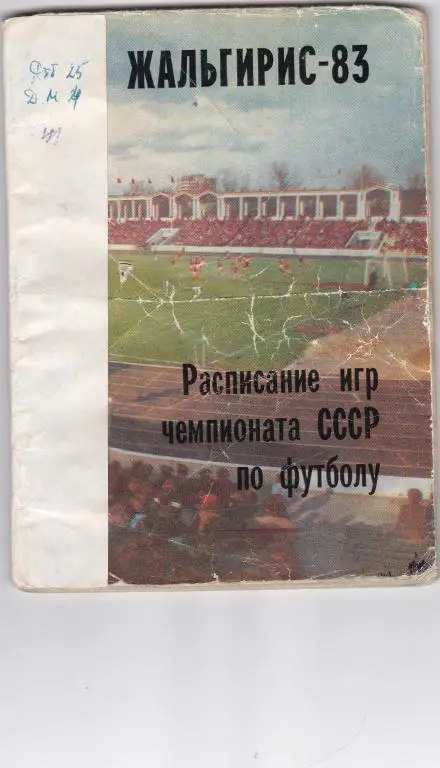 ЖАЛЬГИРИС-83
Расписание игр
чемпионата СССР
по футболу